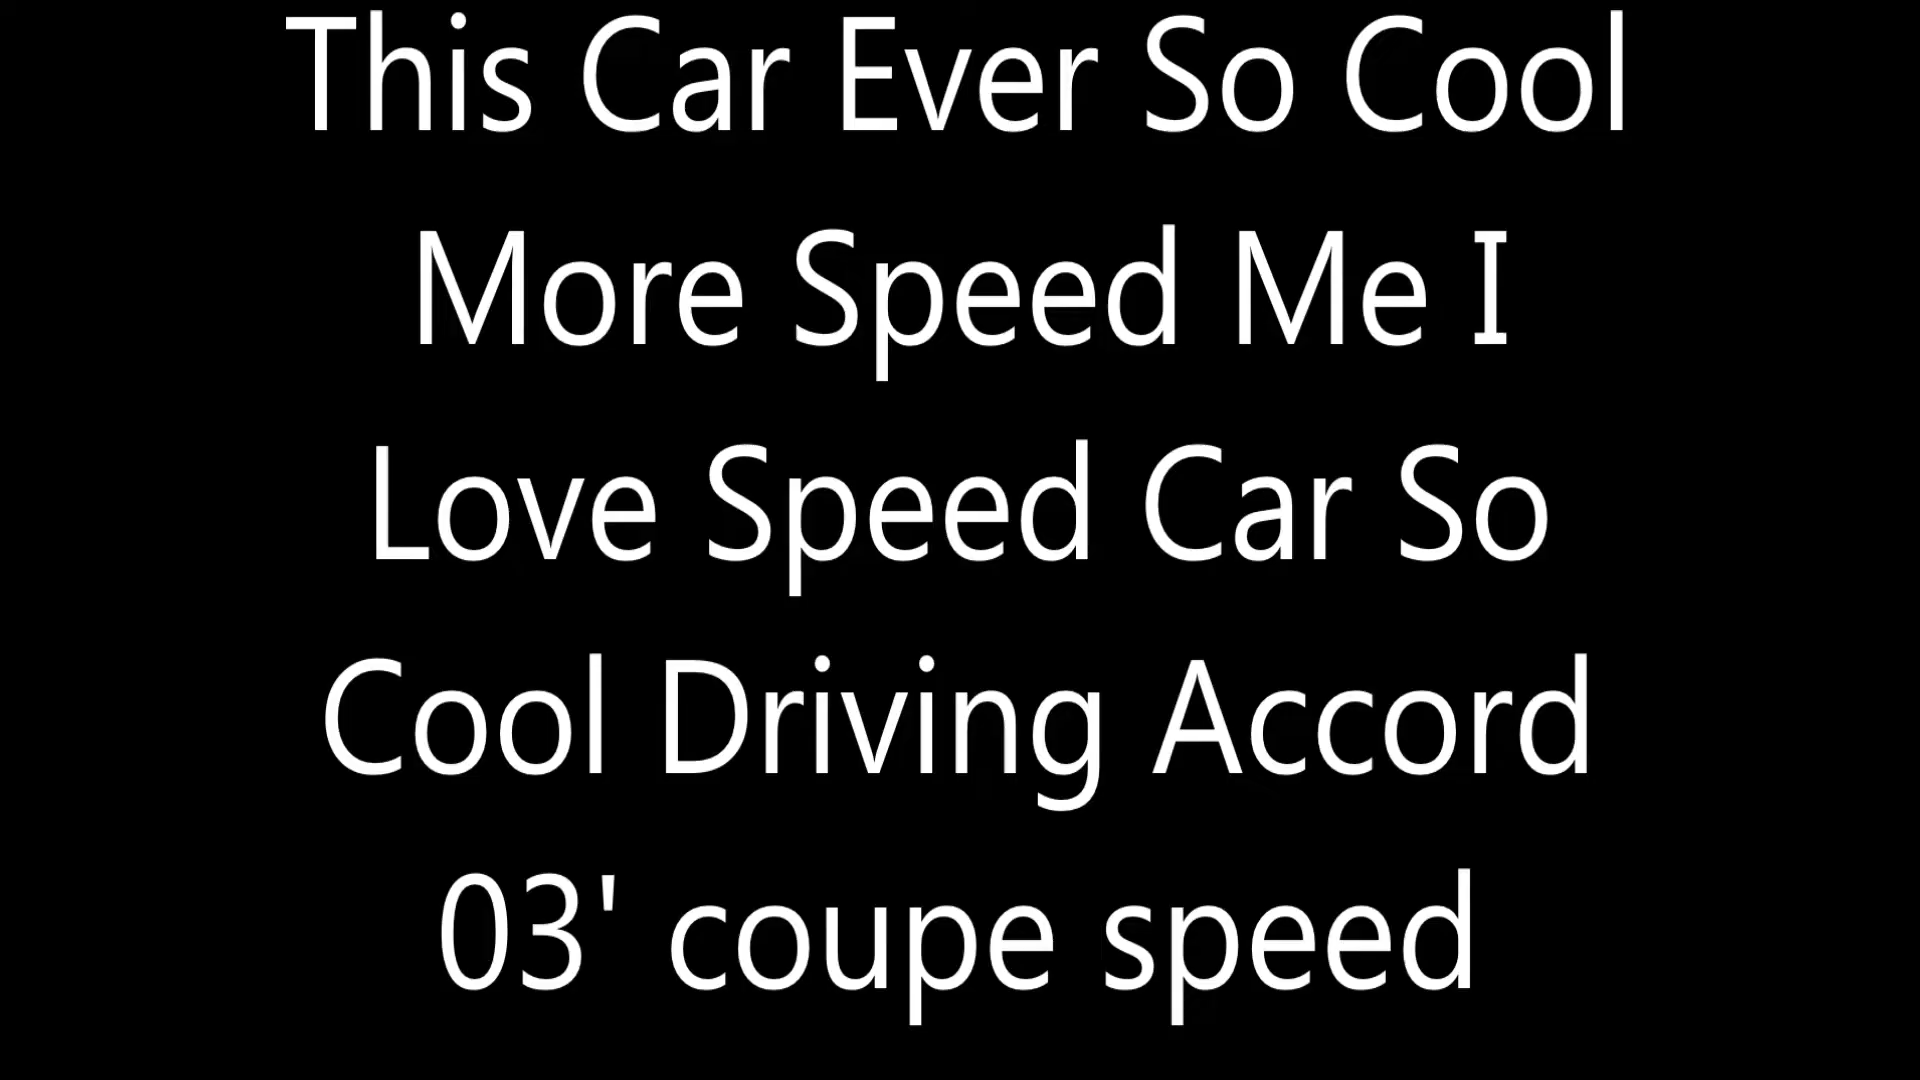 This Car Ever So Cool
More Speed Me I
Love Speed Car So
Cool Driving Accord
03' coupe speed